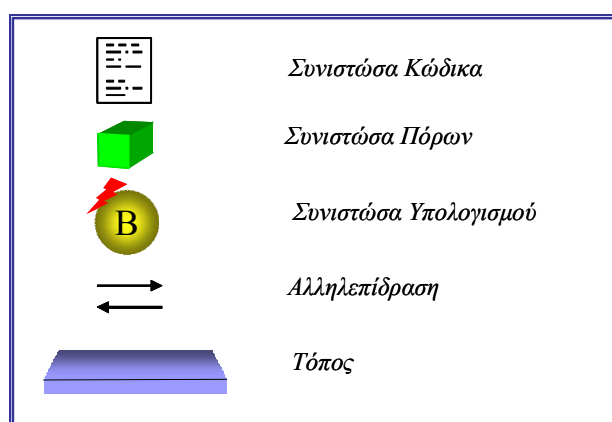 Συνιστώσα Κώδικα
Συνιστώσα Πόρων
B
Συνιστώσα Υπολογισμού
Αλληλεπίδραση
Τόπος